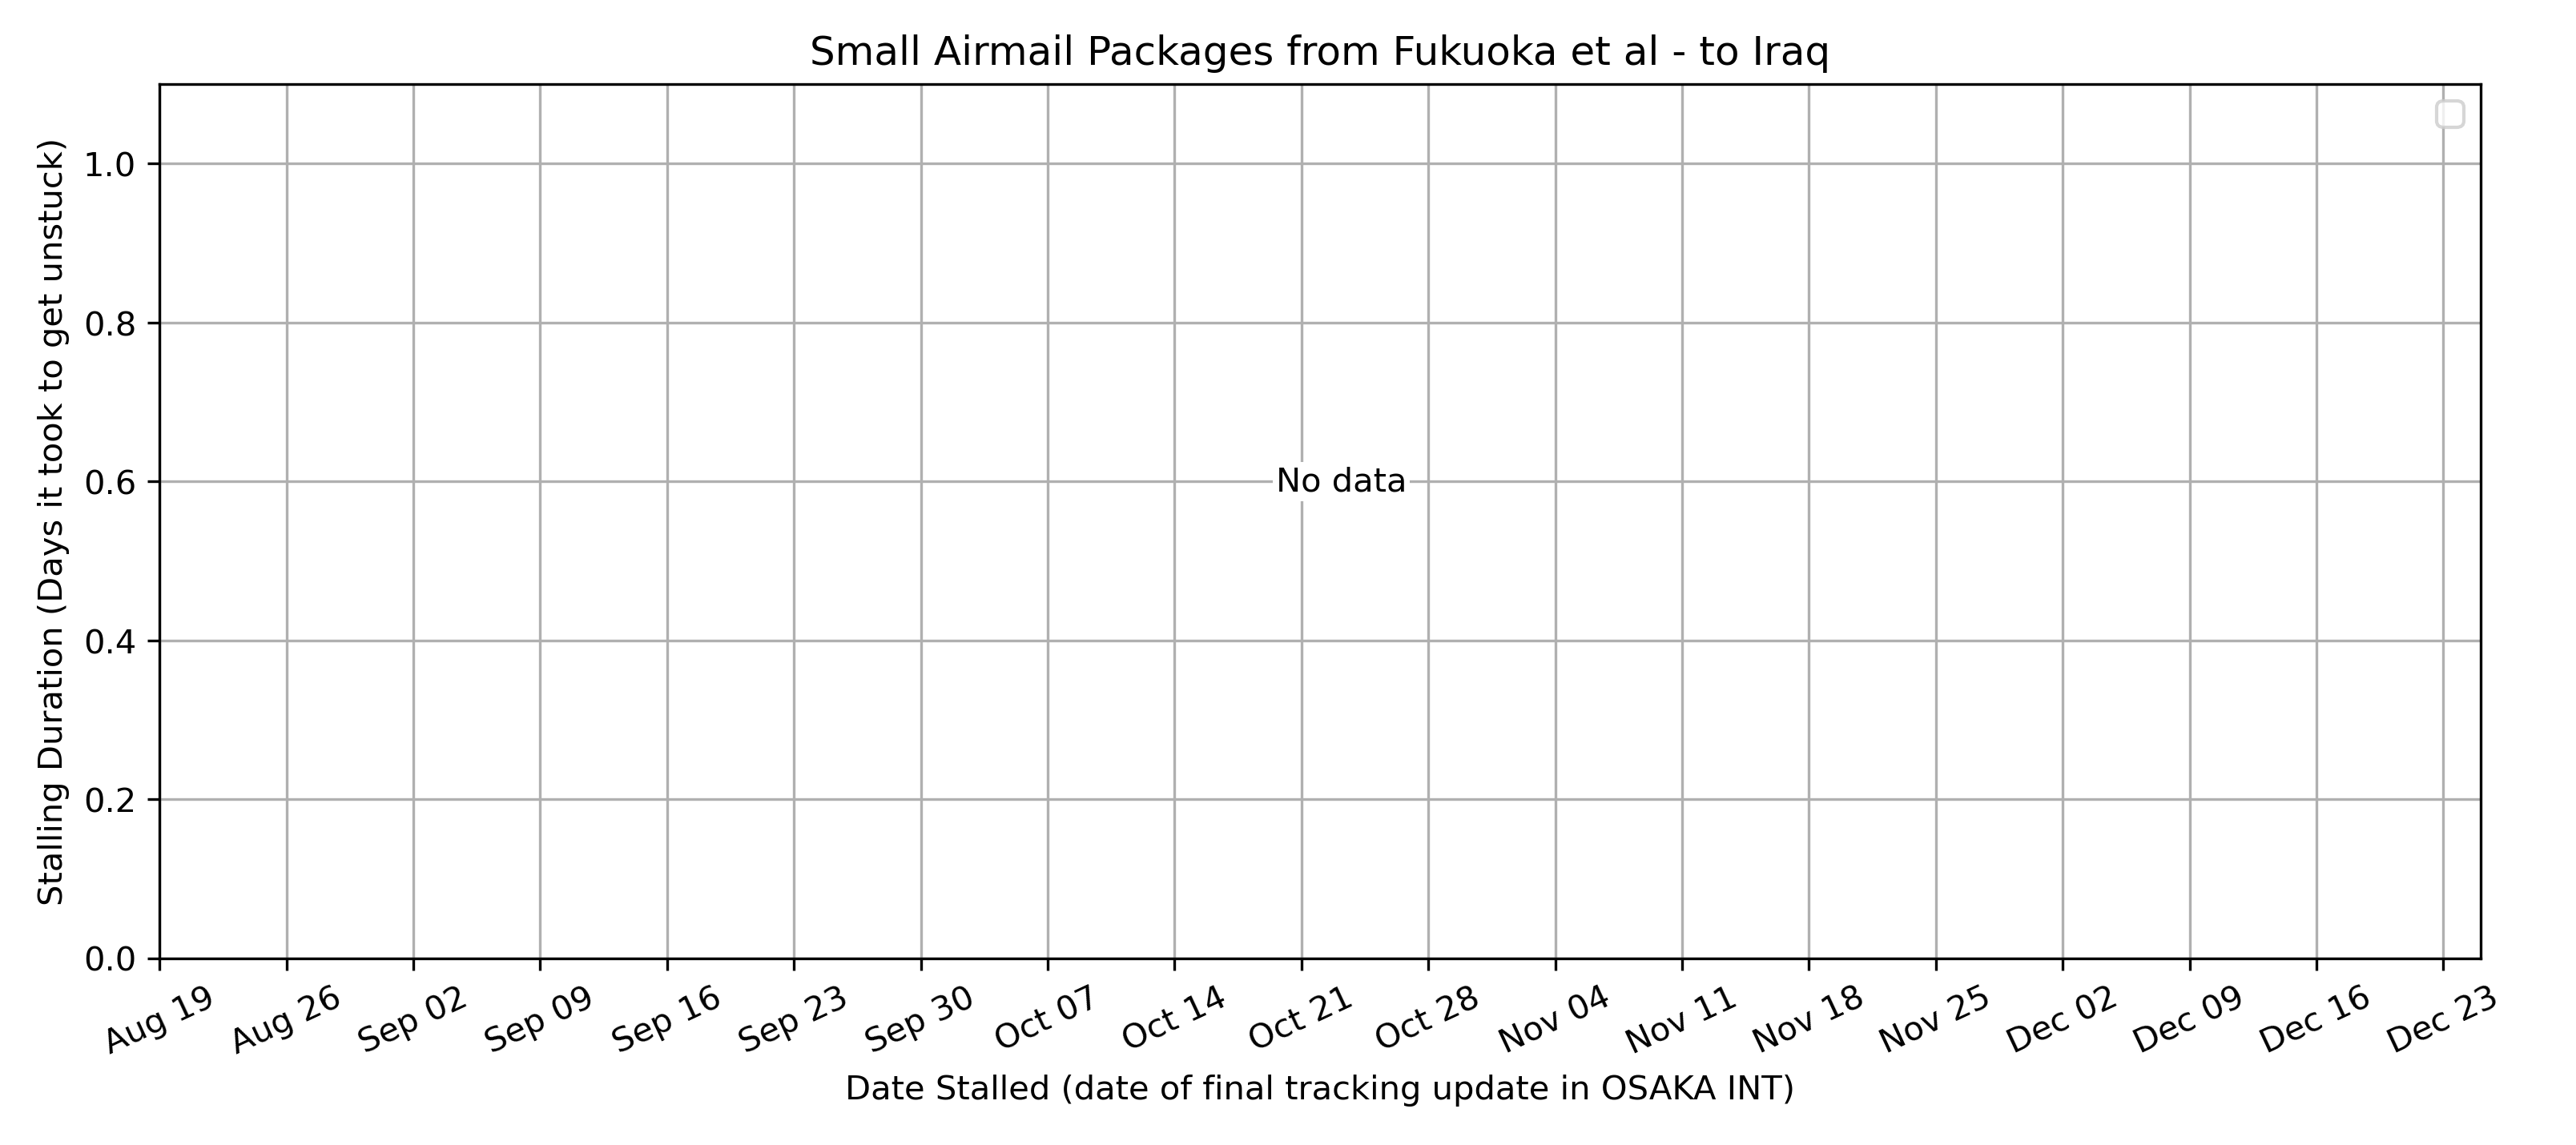 Small Airmail Packages from Fukuoka et al - to Iraq
Stalling Duration (Days it took to get unstuck)
1.0
0.8
0.6
0.4
0.2
0.0
No data
Aug 19
Aug 26
Sep 02
Sep 09
Sep 16
Sep 23
Sep 30
Oct 07
Oct 14
Oct 21
Oct 28
Nov 04
Nov 11
Nov 18
Nov 25
Dec 02
Dec 09
Dec 16
Dec 23
Date Stalled (date of final tracking update in OSAKA INT)